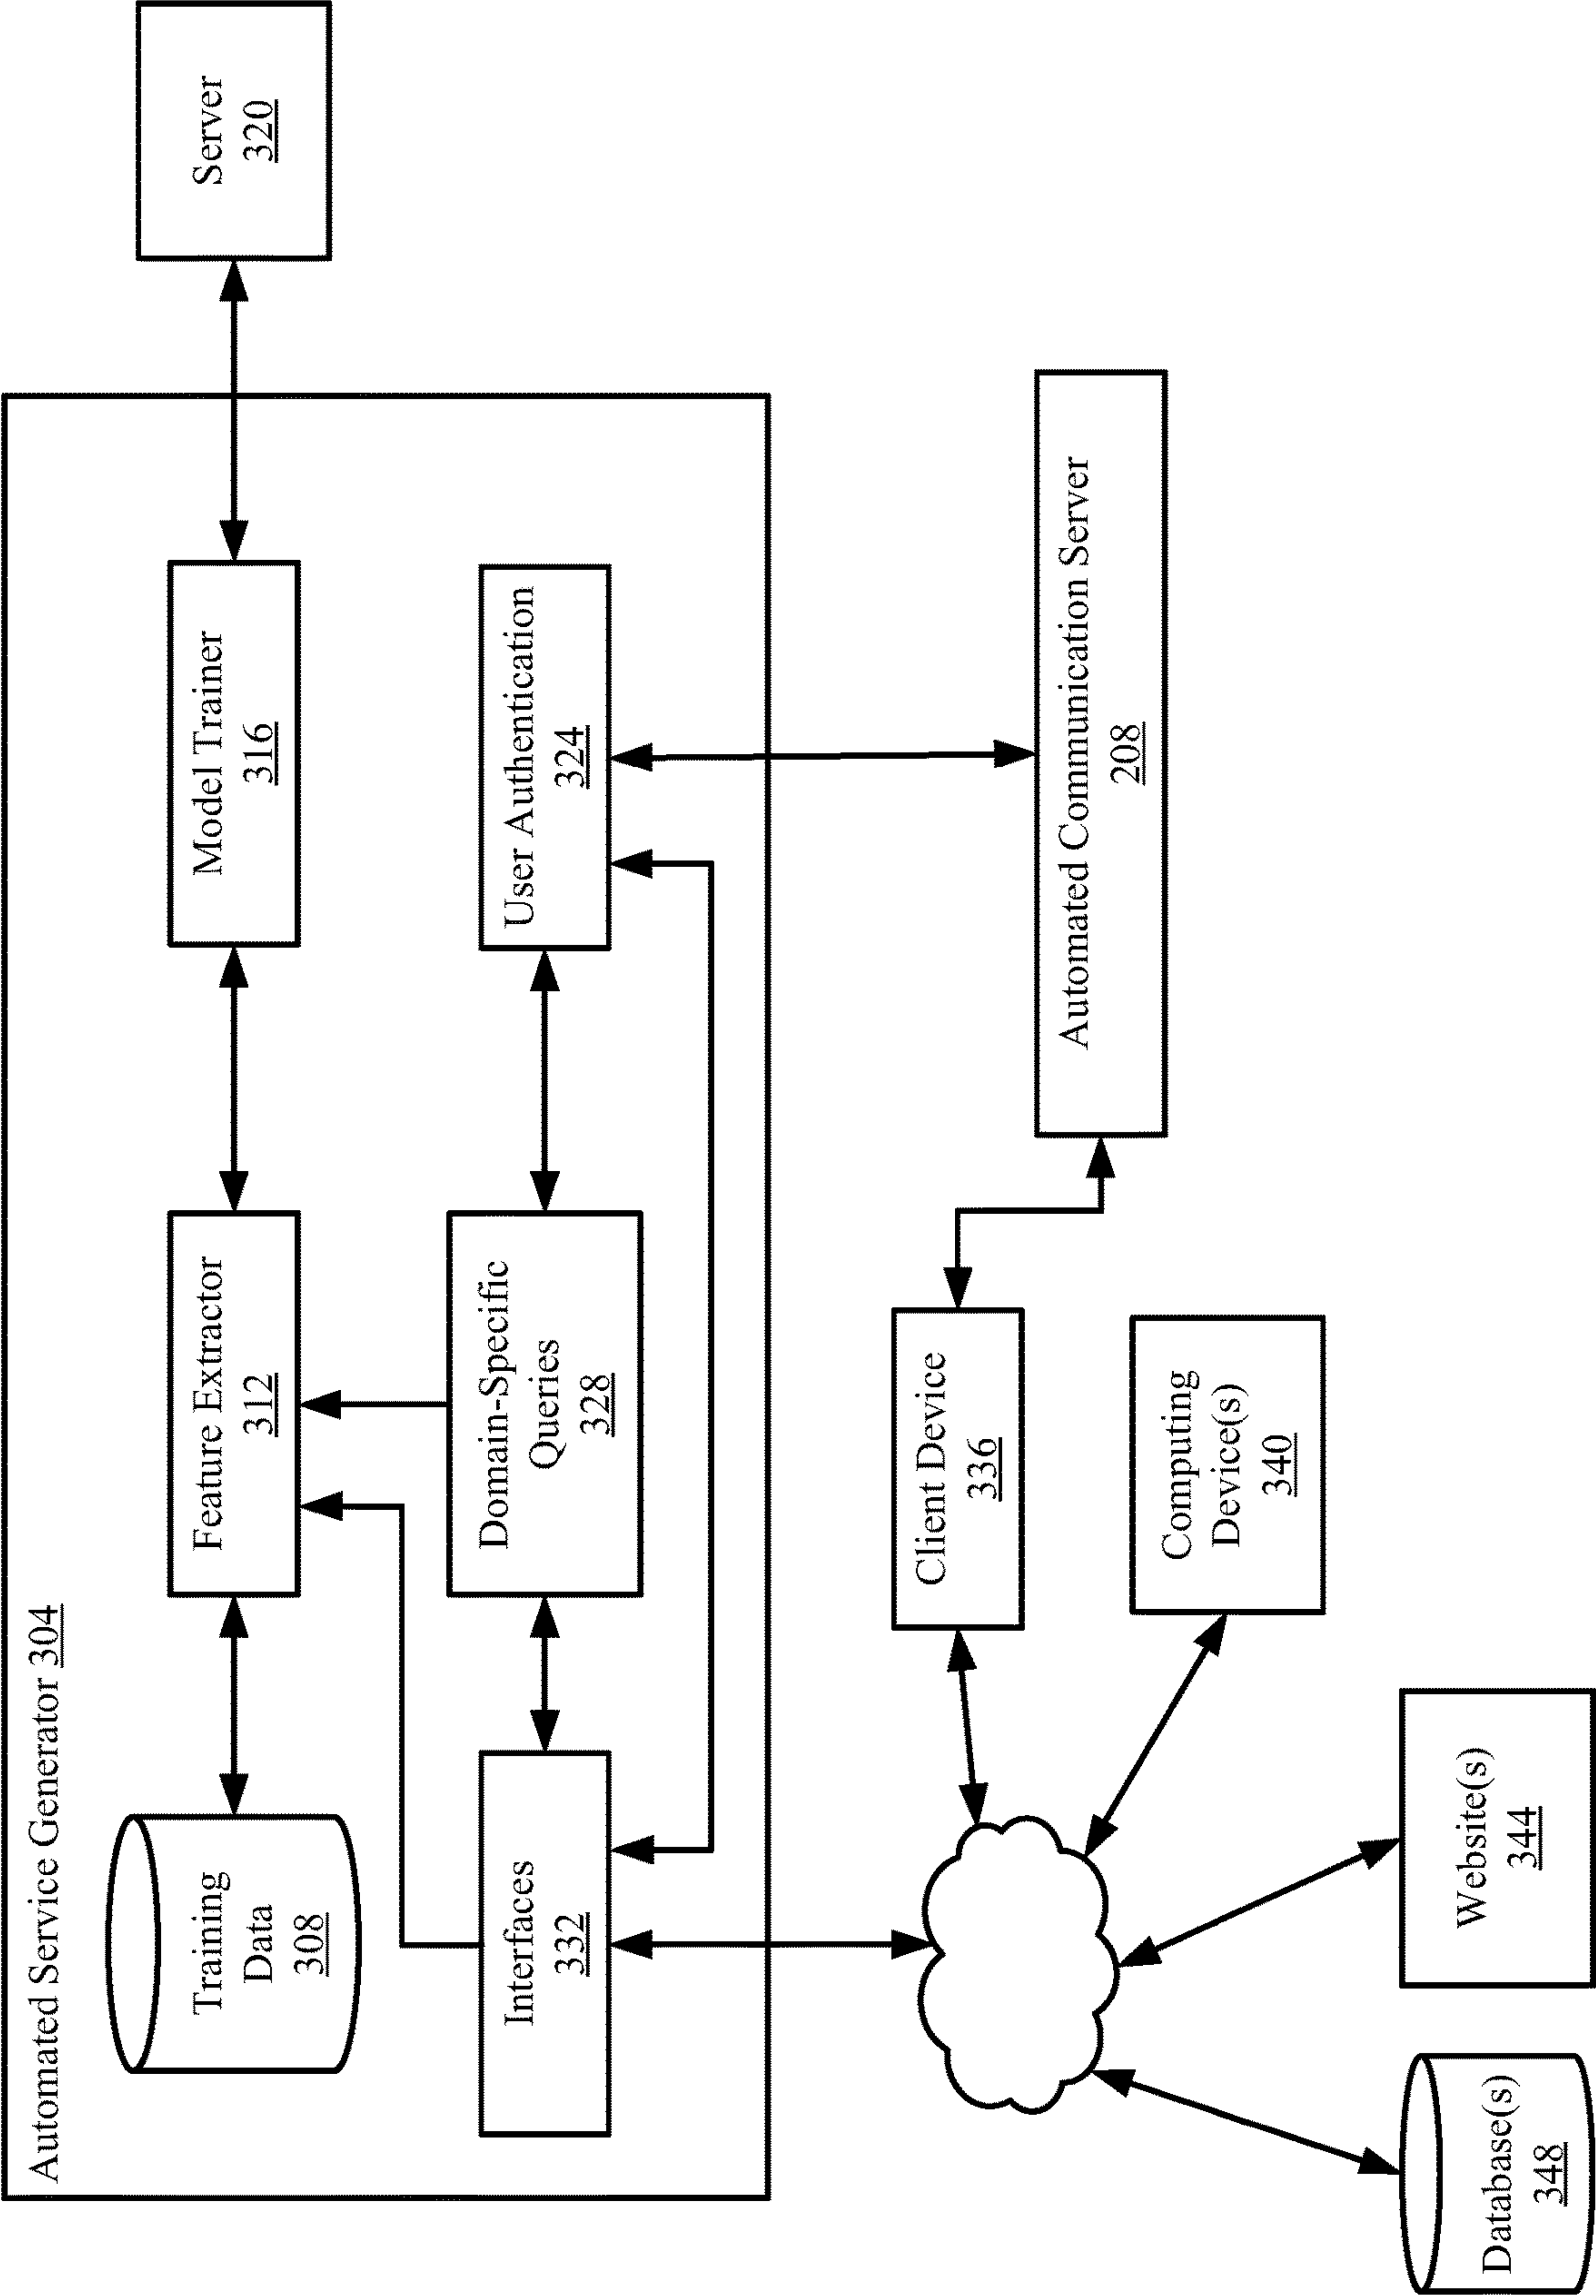 Automated Service Generator 304
Training
Data
308
Feature Extractor
312
Model Trainer
316
Server
320
Interfaces
332
Domain-Specific
Queries
328
User Authentication
324
Client Device
336
Automated Communication Server
208
Computing
Device(s)
340
Website(s)
344
Database(s)
348